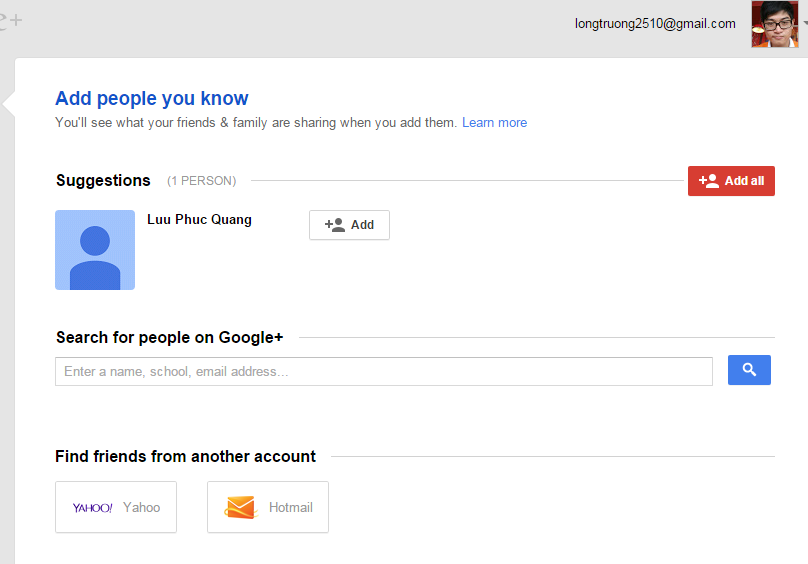 e+
longtruong2510@gmail.com
Add people you know
You'll see what your friends & family are sharing when you add them. Learn more
Suggestions (1 PERSON) Add all
Luu Phuc Quang Add
Search for people on Google+
Enter a name, school, email address...
Find friends from another account
YAHOO! Yahoo Hotmail